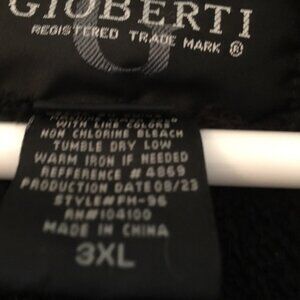 GIOBERTI
REGISTERED TRADE MARK ®
WITH LIKE COLORS
NON CHLORINE BLEACH
TUMBLE DRY LOW
WARM IRON IF NEEDED
REFFERENCE # 4869
PRODUCTION DATE 08/23
STYLE#FH-96
RN#104100
MADE IN CHINA
3XL